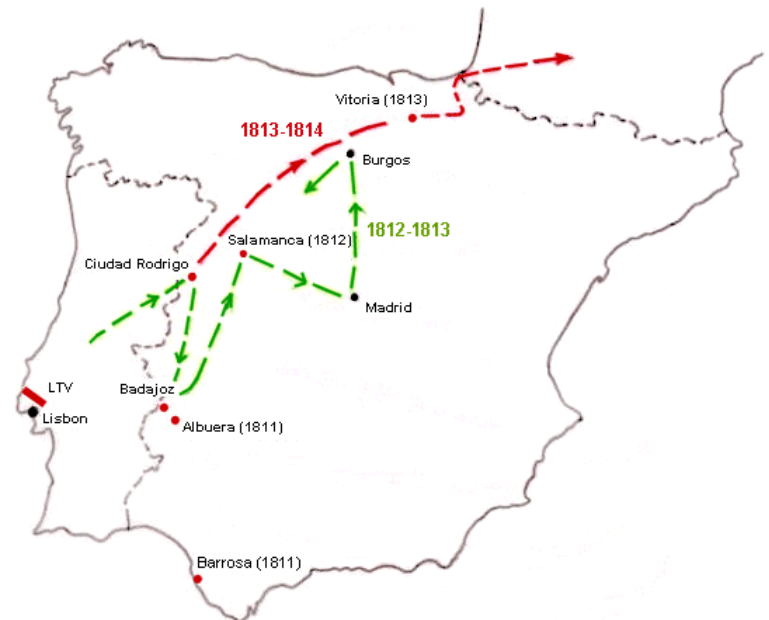 Vitoria (1813)
1813-1814
Burgos
1812-1813
Salamanca (1812)
Ciudad Rodrigo
Madrid
LTV
Badajoz
Lisbon
Albuera (1811)
Barrosa (1811)